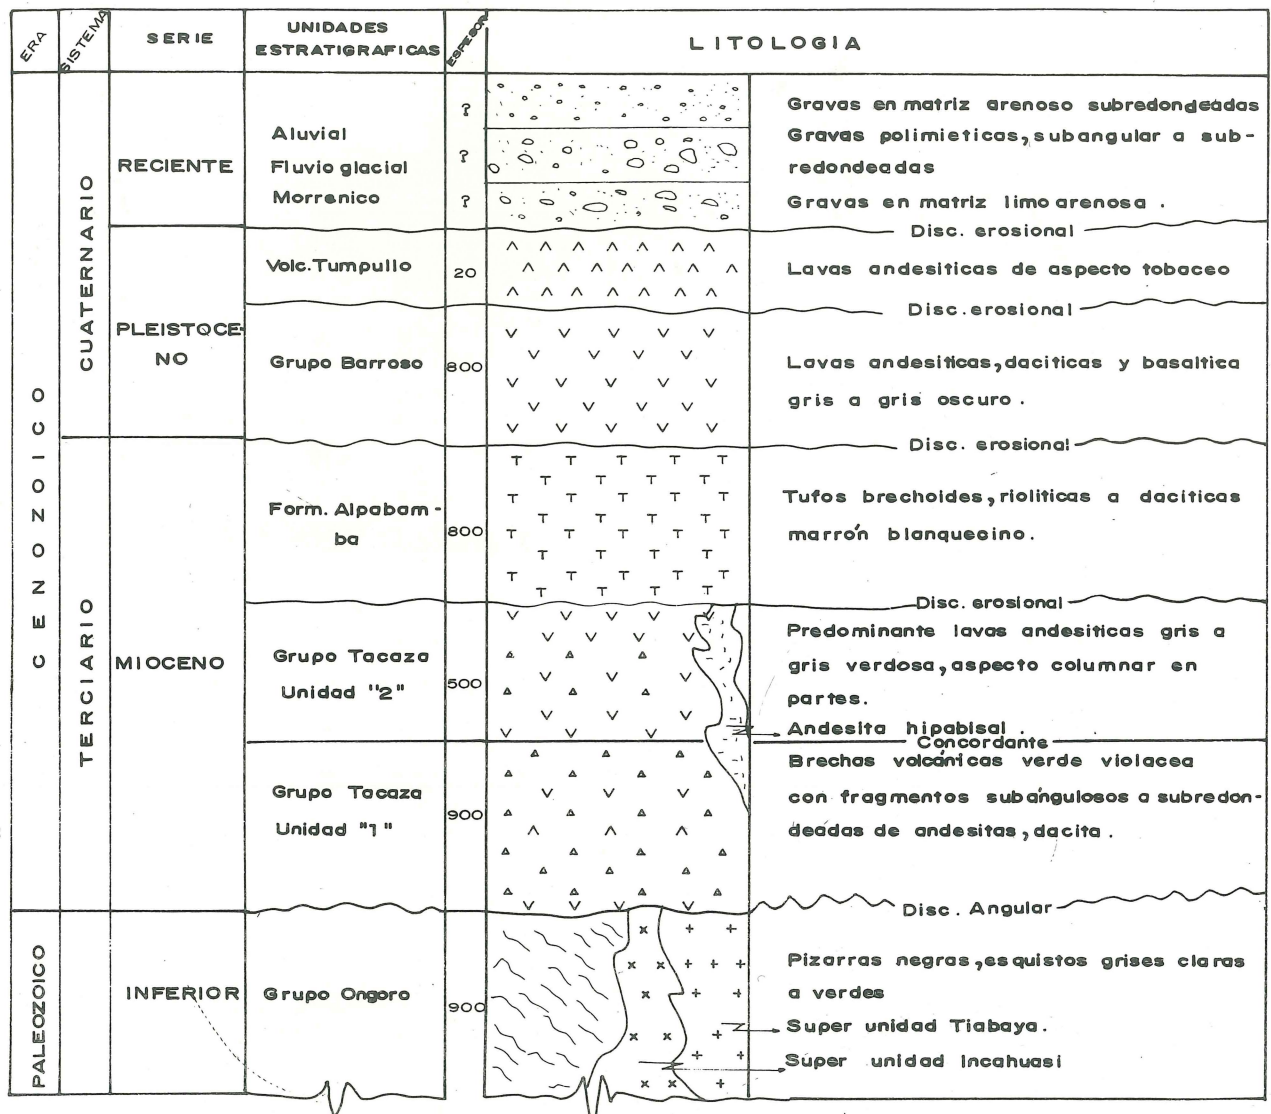 ERA
SISTEMA
SERIE
UNIDADES
ESTRATIGRAFICAS
ESPESOR
LITOLOGIA
CENOZOICO
CUATERNARIO
RECIENTE
Aluvial
Fluvio glacial
Morrenico
?
?
?
Gravas en matriz arenoso subredondeadas
Gravas polimieticas, subangular a sub-
redondeadas
Gravas en matriz limo arenosa .
Disc. erosional
PLEISTOCE-
NO
Volc. Tumpullo
20
Lavas andesiticas de aspecto tobaceo
Disc. erosional
Grupo Barroso
800
Lavas andesiticas, daciticas y basaltica
gris a gris oscuro .
Disc. erosional
TERCIARIO
MIOCENO
Form. Alpabam-
ba
800
Tufos brechoides, rioliticas a daciticas
marrón blanquecino.
Disc. erosional
Grupo Tacaza
Unidad "2"
500
Predominante lavas andesiticas gris a
gris verdosa, aspecto columnar en
partes.
Andesita hipabisal .
Concordante
Grupo Tacaza
Unidad "1"
900
Brechas volcánicas verde violacea
con fragmentos subángulosos a subredon-
deadas de andesitas, dacita .
Disc. Angular
PALEOZOICO
INFERIOR
Grupo Ongoro
900
Pizarras negras, esquistos grises claras
a verdes
Super unidad Tiabaya.
Súper unidad Incahuasi